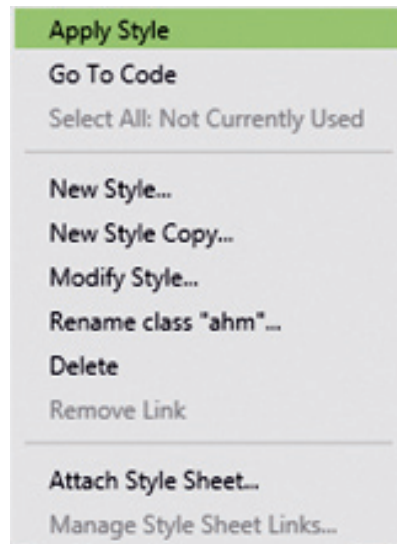 Apply Style
Go To Code
Select All: Not Currently Used
New Style...
New Style Copy...
Modify Style...
Rename class "ahm"...
Delete
Remove Link
Attach Style Sheet...
Manage Style Sheet Links...